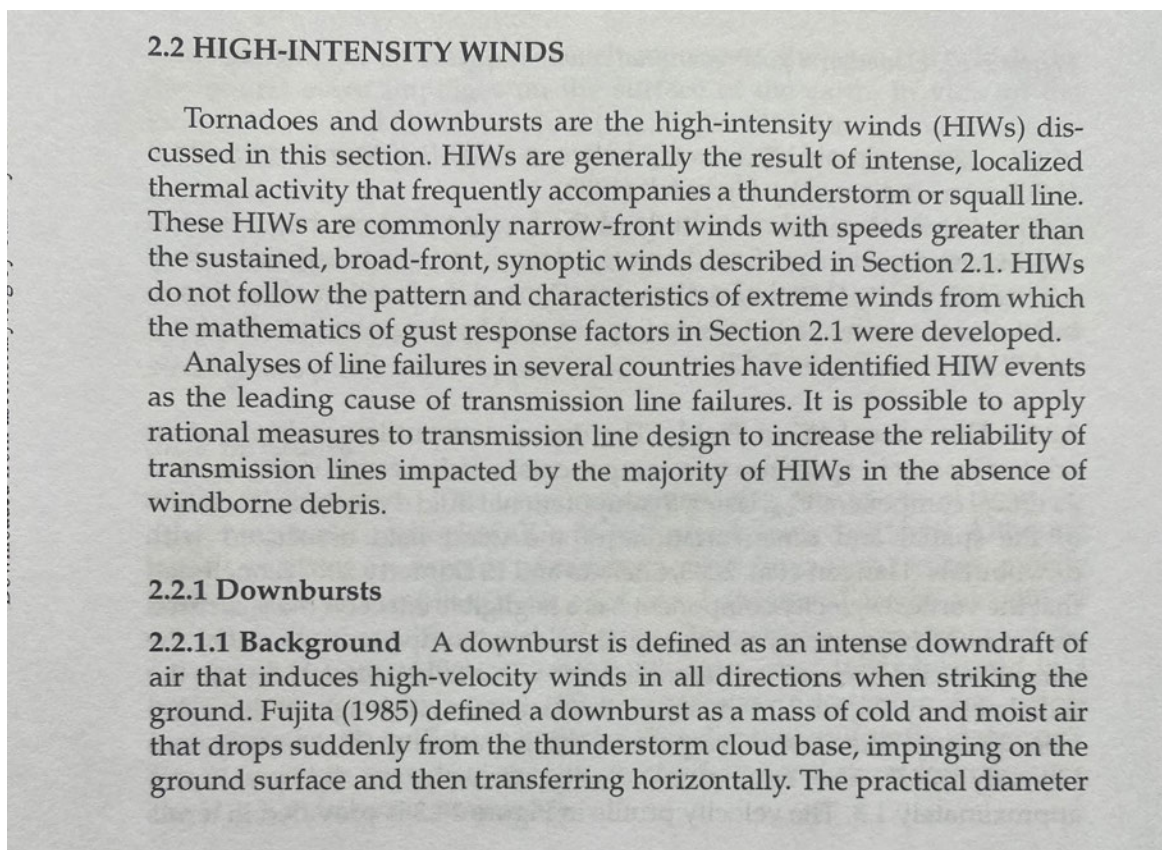 2.2 HIGH-INTENSITY WINDS
Tornadoes and downbursts are the high-intensity winds (HIWs) dis-
cussed in this section. HIWs are generally the result of intense, localized
thermal activity that frequently accompanies a thunderstorm or squall line.
These HIWs are commonly narrow-front winds with speeds greater than
the sustained, broad-front, synoptic winds described in Section 2.1. HIWs
do not follow the pattern and characteristics of extreme winds from which
the mathematics of gust response factors in Section 2.1 were developed.
Analyses of line failures in several countries have identified HIW events
as the leading cause of transmission line failures. It is possible to apply
rational measures to transmission line design to increase the reliability of
transmission lines impacted by the majority of HIWs in the absence of
windborne debris.
2.2.1 Downbursts
2.2.1.1 Background A downburst is defined as an intense downdraft of
air that induces high-velocity winds in all directions when striking the
ground. Fujita (1985) defined a downburst as a mass of cold and moist air
that drops suddenly from the thunderstorm cloud base, impinging on the
ground surface and then transferring horizontally. The practical diameter